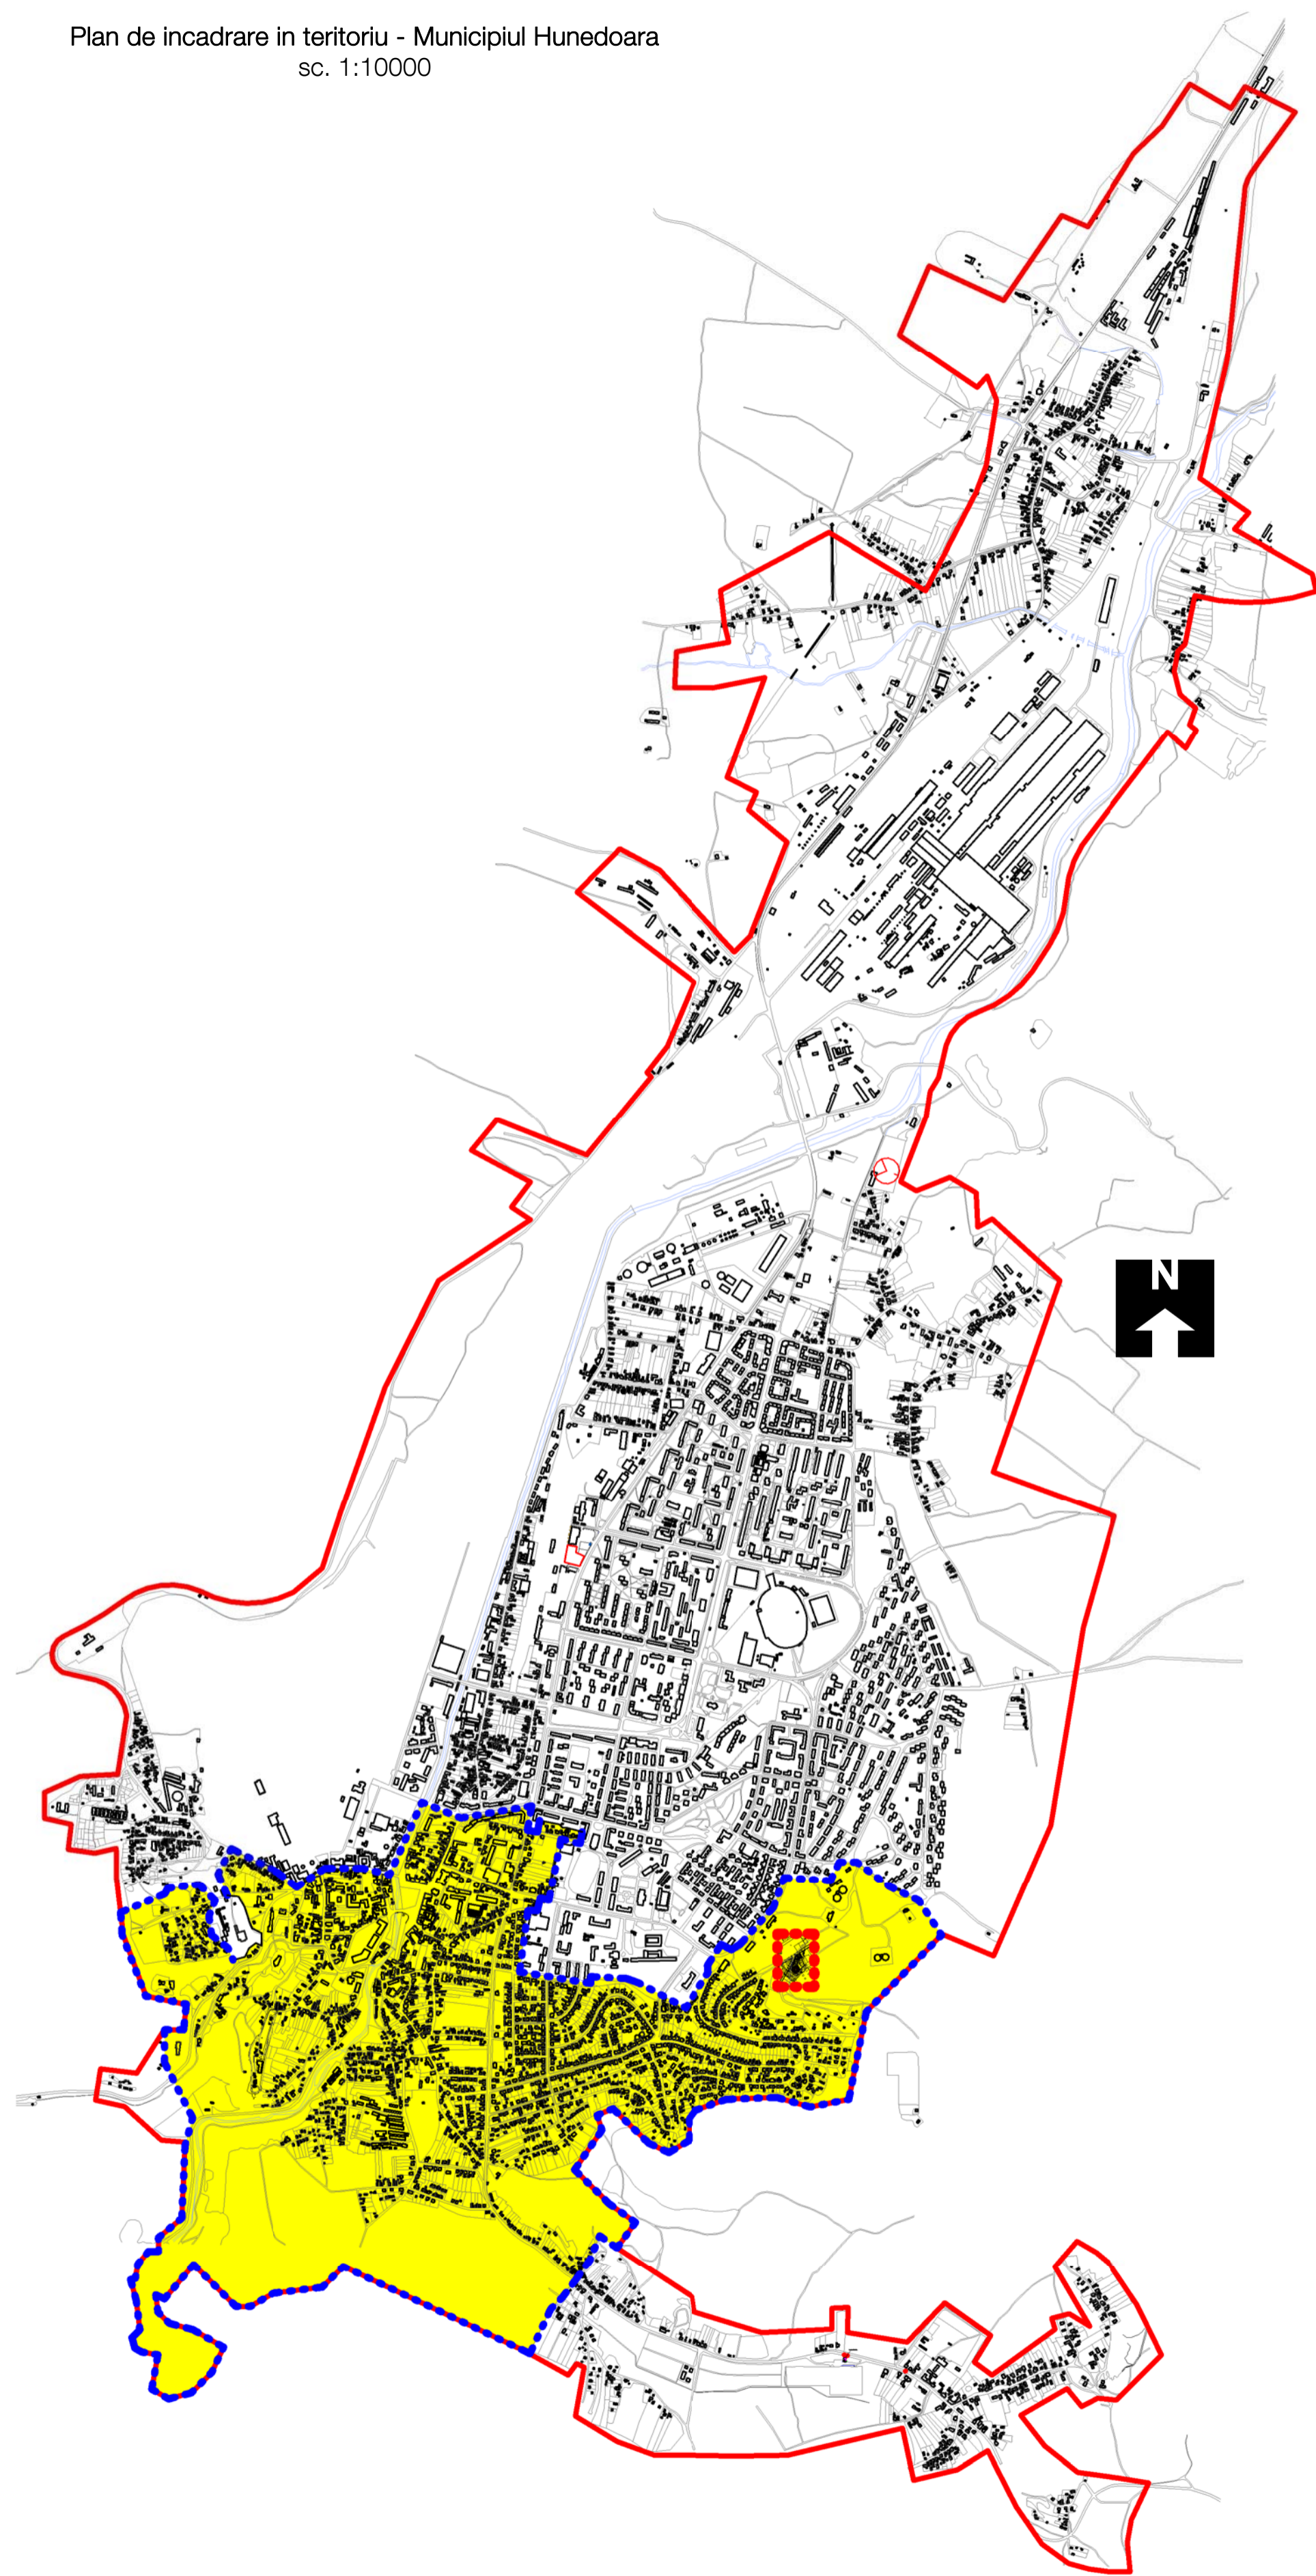 Plan de incadrare in teritoriu - Municipiul Hunedoara
sc. 1:10000
N